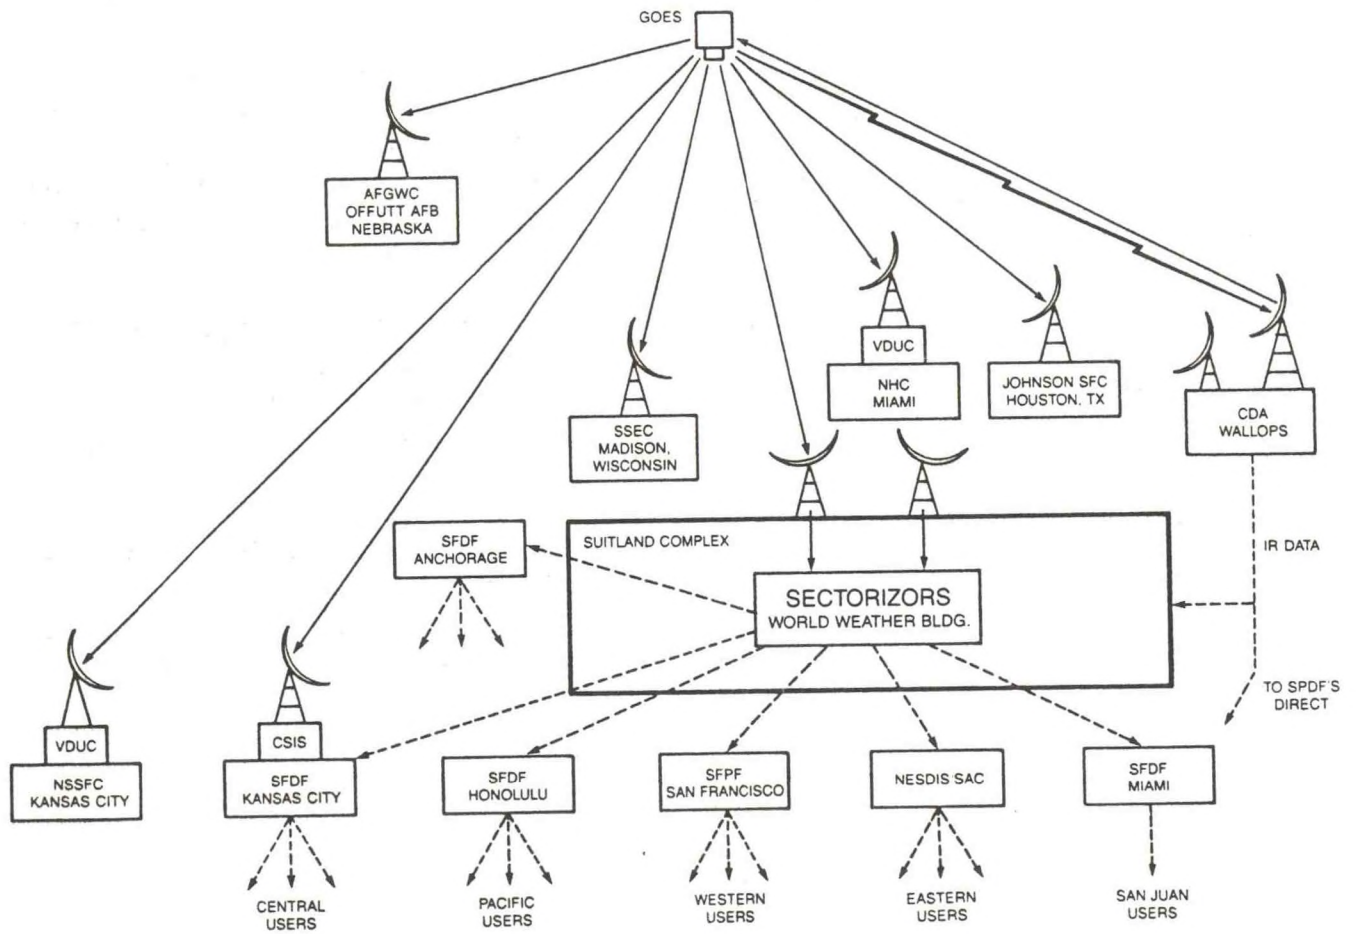 GOES
AFGWC
OFFUTT AFB
NEBRASKA
VDUC
NHC
MIAMI
JOHNSON SFC
HOUSTON, TX
CDA
WALLOPS
SSEC
MADISON,
WISCONSIN
SFDF
ANCHORAGE
SUITLAND COMPLEX
IR DATA
SECTORIZORS
WORLD WEATHER BLDG.
TO SPDF'S
DIRECT
VDUC
NSSFC
KANSAS CITY
CSIS
SFDF
KANSAS CITY
SFDF
HONOLULU
SFPF
SAN FRANCISCO
NESDIS SAC
SFDF
MIAMI
CENTRAL
USERS
PACIFIC
USERS
WESTERN
USERS
EASTERN
USERS
SAN JUAN
USERS